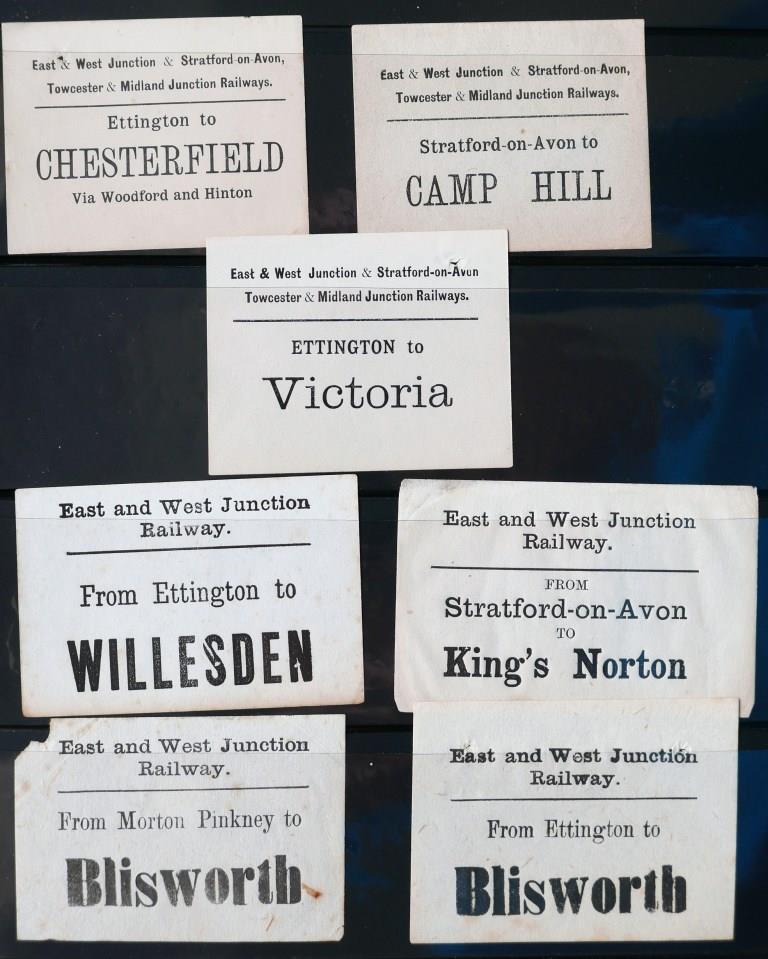 East & West Junction & Stratford-on-Avon,
Towcester & Midland Junction Railways.
Ettington to
CHESTERFIELD
Via Woodford and Hinton
East & West Junction & Stratford-on-Avon,
Towcester & Midland Junction Railways.
Stratford-on-Avon to
CAMP HILL
East & West Junction & Stratford-on-Avon
Towcester & Midland Junction Railways.
ETTINGTON to
Victoria
East and West Junction
Railway.
From Ettington to
WILLESDEN
East and West Junction
Railway.
FROM
Stratford-on-Avon
TO
King's Norton
East and West Junction
Railway.
From Morton Pinkney to
Blisworth
East and West Junction
Railway.
From Ettington to
Blisworth